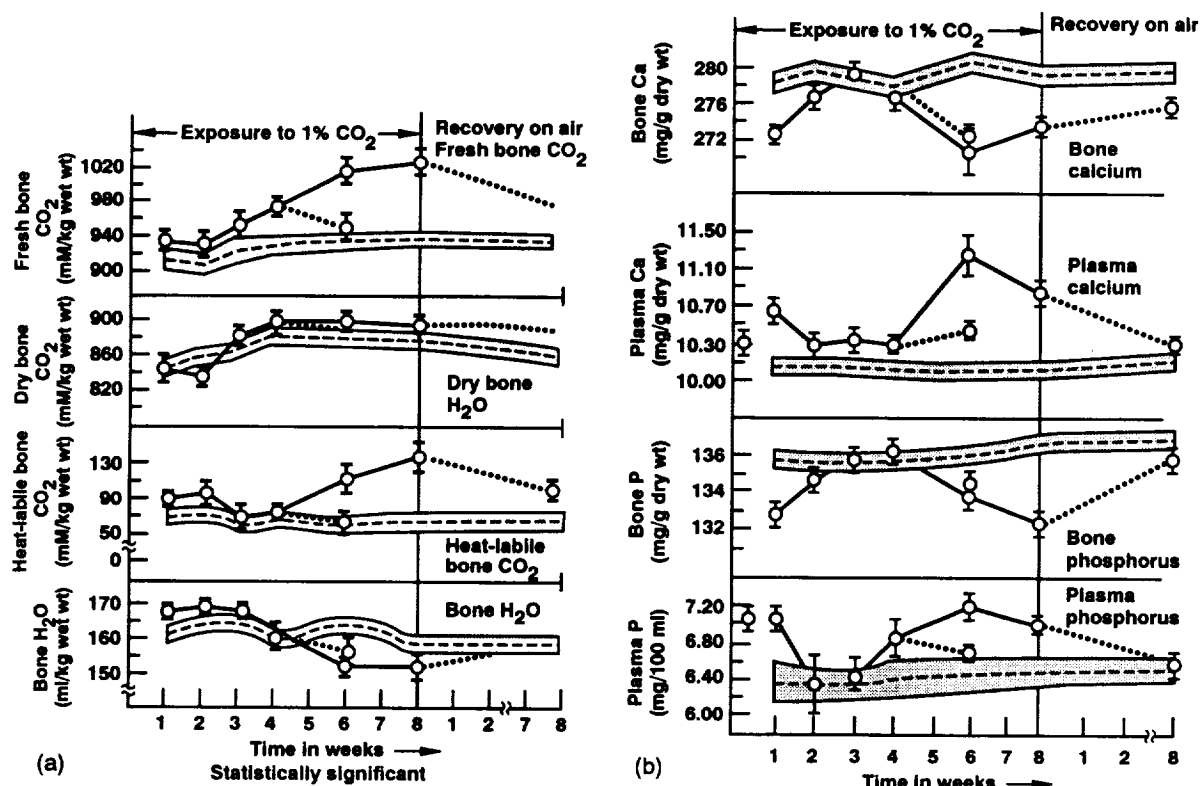 Exposure to 1% CO2
Recovery on air
Fresh bone CO2
Fresh bone
CO2
(mM/kg wet wt)
1020
980
940
900
Dry bone
CO2
(mM/kg wet wt)
900
860
820
Dry bone
H2O
Heat-labile bone
CO2
(mM/kg wet wt)
130
90
50
0
Heat-labile
bone CO2
Bone H2O
(ml/kg wet wt)
170
160
150
Bone H2O
1 2 3 4 5 6 7 8 1 2 7 8
Time in weeks
Statistically significant
(a)
Exposure to 1% CO2
Recovery on air
Bone Ca
(mg/g dry wt)
280
276
272
Bone
calcium
Plasma Ca
(mg/g dry wt)
11.50
11.10
10.70
10.30
10.00
Plasma
calcium
Bone P
(mg/g dry wt)
136
134
132
Bone
phosphorus
Plasma P
(mg/100 ml)
7.20
6.80
6.40
6.00
Plasma
phosphorus
1 2 3 4 5 6 7 8 1 2 8
Time in weeks
(b)